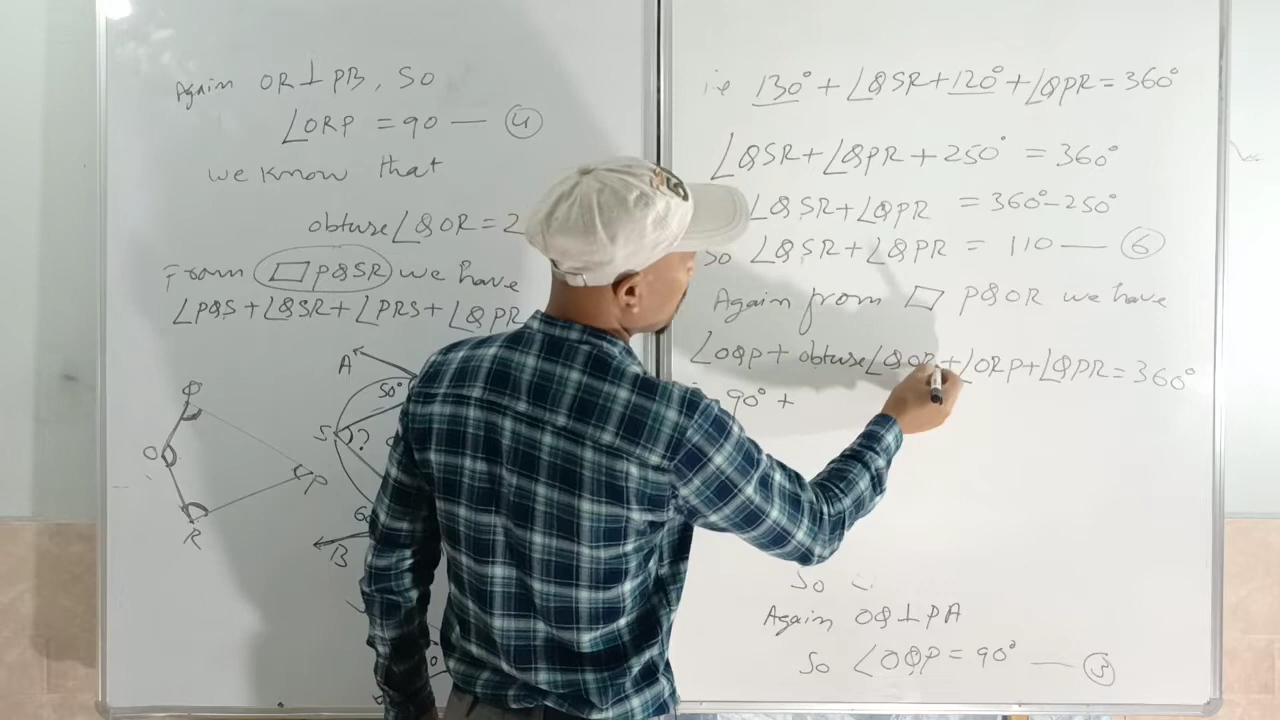 Again OR⊥PB, SO
∠ORP = 90 — ④
we know that
obtuse∠QOR = 2
From ▱ PQSR we have
∠PQS + ∠QSR + ∠PRS + ∠QPR
A
50°
S
?
60
B
Q
O
P
R
i.e 130° + ∠QSR + 120° + ∠QPR = 360°
∠QSR + ∠QPR + 250° = 360°
∠QSR + ∠QPR = 360° - 250°
so ∠QSR + ∠QPR = 110 — ⑥
Again from ▱ PQOR we have
∠OQP + obtuse∠QOR + ∠ORP + ∠QPR = 360°
90° +
so
Again OQ⊥PA
so ∠OQP = 90° — ③